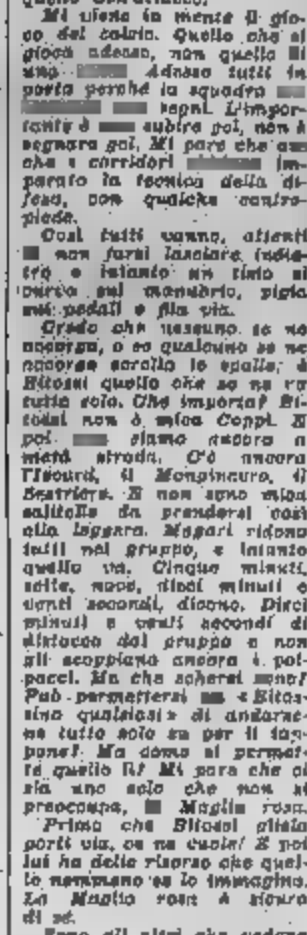 Mi viene in mente il gio-
co del calcio. Quello che si
gioca adesso, non quello di
una Adesso tutti in
porta perché la squadra
segni. L'impor-
tante è subire gol, non è
segnare gol. Mi pare che an-
che i corridori im-
parato la tecnica della di-
fesa, con qualche contro-
piede.
Così tutti vanno, attenti
a non farsi lasciare indie-
tro e intanto un tizio si
curva sul manubrio, pigia
sui pedali e fila via.
Credo che nessuno se ne
accorga, o se qualcuno se ne
accorge scrolla le spalle, è
Bitossi quello che se ne va
tutto solo. Che importa? Bi-
tossi non è mica Coppi. E
poi siamo ancora a
metà strada. C'è ancora
l'Isoard, il Monginevro, il
Sestriere. E non sono mica
salitelle da prendersi così
alla leggera. Magari ridono
tutti nel gruppo, e intanto
quello va. Cinque minuti,
sette, nove, dieci minuti e
venti secondi, dicono. Dieci
minuti e venti secondi di
distacco dal gruppo e non
gli scoppiano ancora i pol-
pacci. Ma che scherzi sono?
Può permettersi un « Bitos-
sino qualsiasi » di andarse-
ne tutto solo su per il tap-
pone? Ma come si permet-
te quello lì? Mi pare che ci
sia uno solo che non si
preoccupa, la Maglia rosa.
Prima che Bitossi gliela
porti via, ce ne vuole! E poi
lui ha delle risorse che quel-
lo nemmeno se le immagina.
La Maglia rosa è sicura
di sé.